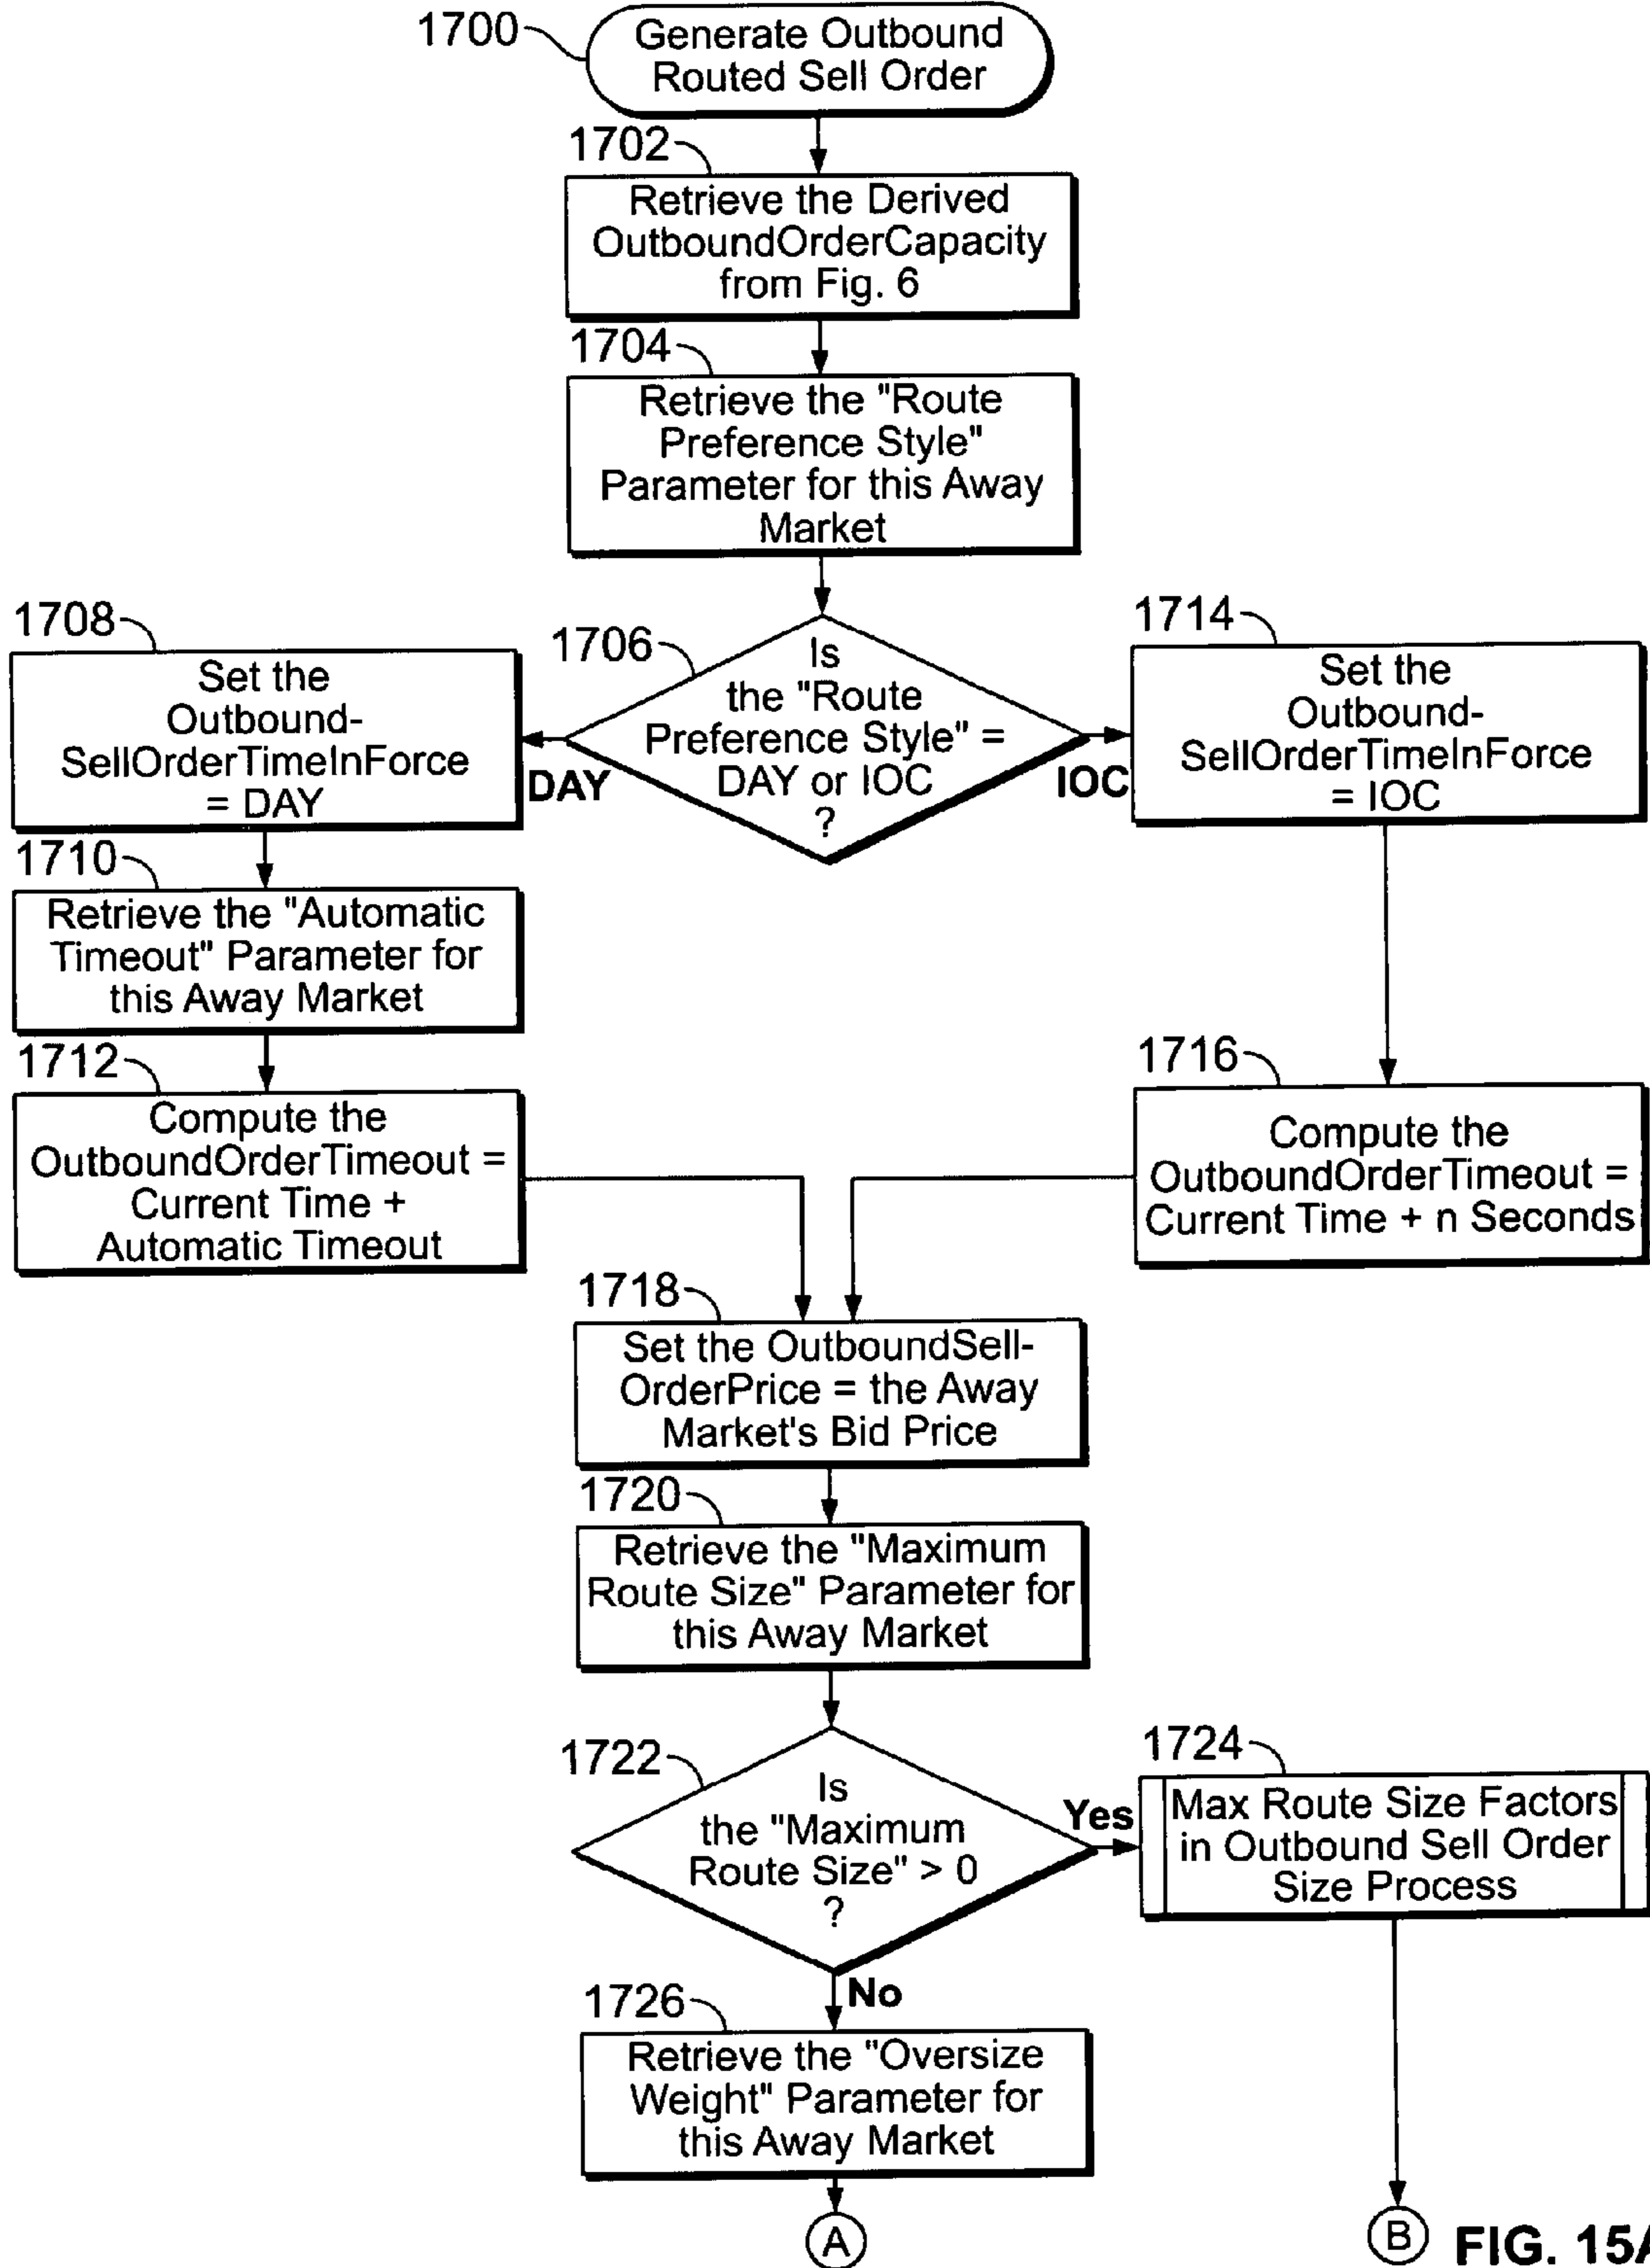 1700
Generate Outbound
Routed Sell Order
1702
Retrieve the Derived
OutboundOrderCapacity
from Fig. 6
1704
Retrieve the "Route
Preference Style"
Parameter for this Away
Market
1706
Is
the "Route
Preference Style" =
DAY or IOC
?
DAY
IOC
1708
Set the
Outbound-
SellOrderTimeInForce
= DAY
1710
Retrieve the "Automatic
Timeout" Parameter for
this Away Market
1712
Compute the
OutboundOrderTimeout =
Current Time +
Automatic Timeout
1714
Set the
Outbound-
SellOrderTimeInForce
= IOC
1716
Compute the
OutboundOrderTimeout =
Current Time + n Seconds
1718
Set the OutboundSell-
OrderPrice = the Away
Market's Bid Price
1720
Retrieve the "Maximum
Route Size" Parameter for
this Away Market
1722
Is
the "Maximum
Route Size" > 0
?
Yes
No
1724
Max Route Size Factors
in Outbound Sell Order
Size Process
1726
Retrieve the "Oversize
Weight" Parameter for
this Away Market
A
B
FIG. 15A